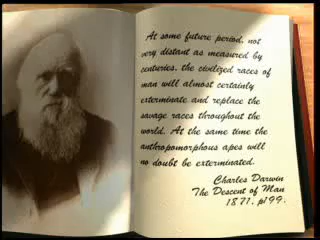 At some future period, not
very distant as measured by
centuries, the civilized races of
man will almost certainly
exterminate and replace the
savage races throughout the
world. At the same time the
anthropomorphous apes will
no doubt be exterminated.
Charles Darwin
The Descent of Man
1871, p199.